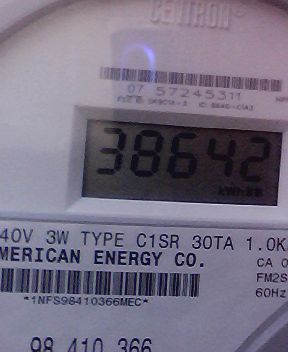 CENTRON®
07 57245311
38642
kWh
40V 3W TYPE C1SR 30TA 1.0K
MERICAN ENERGY CO.
CA 0
FM2S
*1NFS98410366MEC*
60Hz
98 410 366